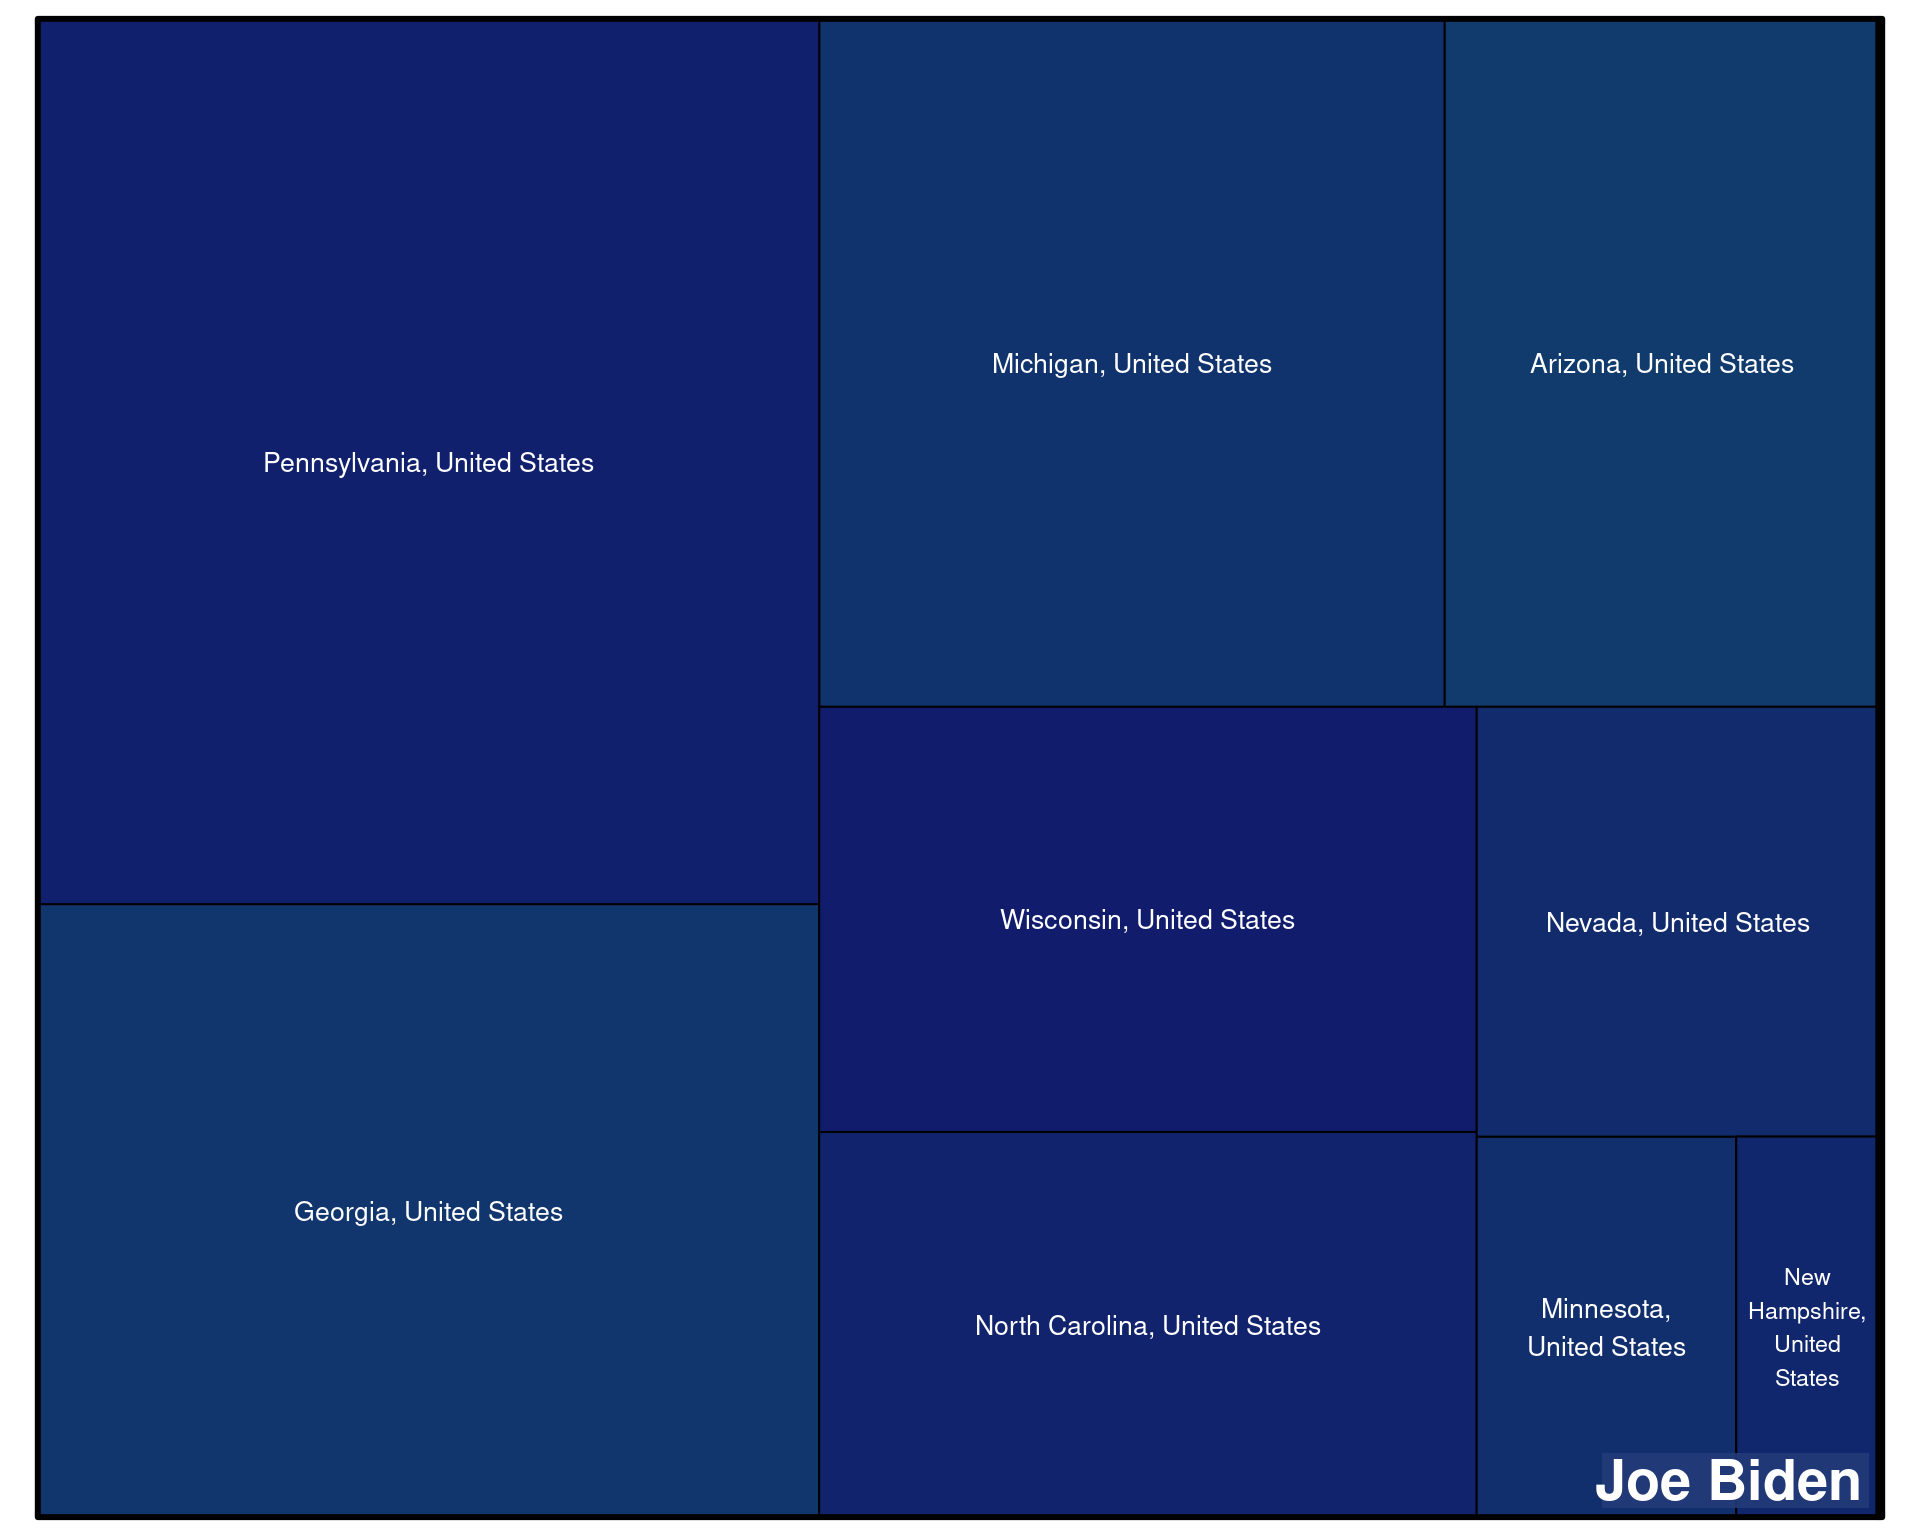 Pennsylvania, United States
Michigan, United States
Arizona, United States
Georgia, United States
Wisconsin, United States
Nevada, United States
North Carolina, United States
Minnesota,
United States
New
Hampshire,
United
States
Joe Biden